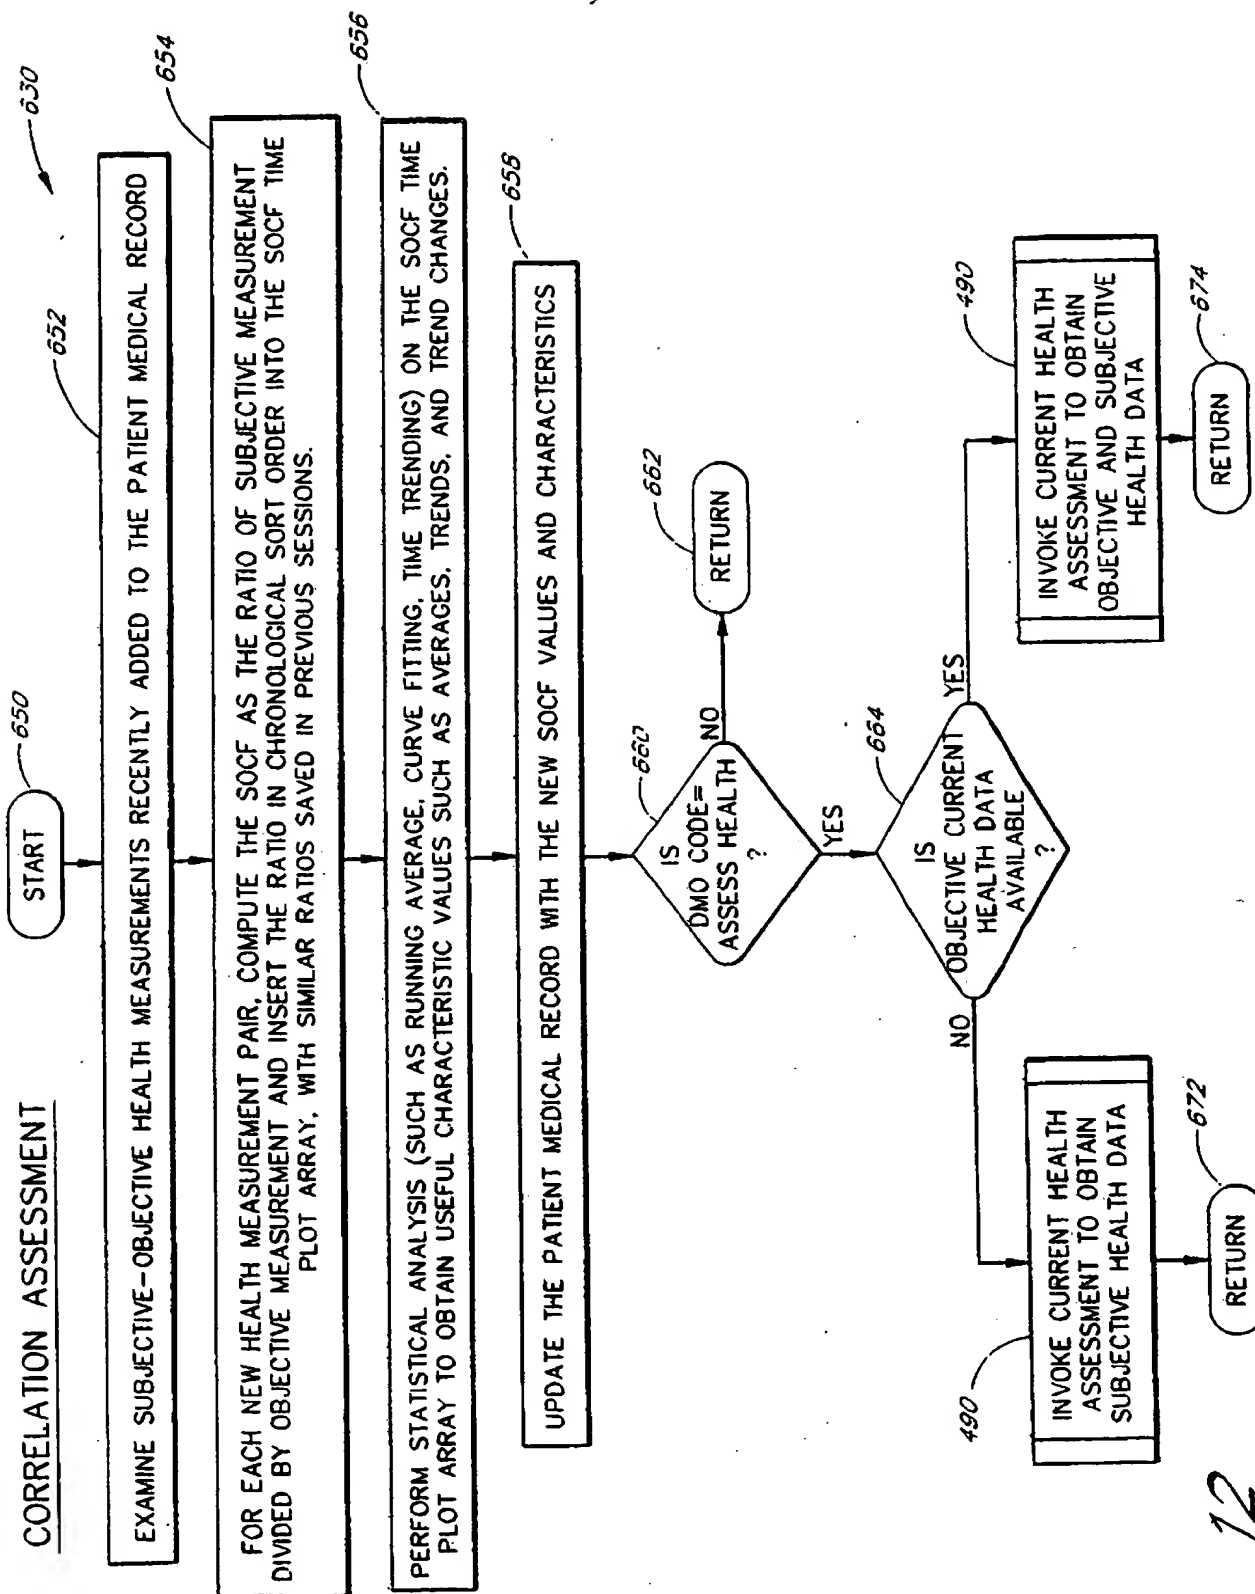 CORRELATION ASSESSMENT
630
START
650
652
EXAMINE SUBJECTIVE-OBJECTIVE HEALTH MEASUREMENTS RECENTLY ADDED TO THE PATIENT MEDICAL RECORD
654
FOR EACH NEW HEALTH MEASUREMENT PAIR, COMPUTE THE SOCF AS THE RATIO OF SUBJECTIVE MEASUREMENT
DIVIDED BY OBJECTIVE MEASUREMENT AND INSERT THE RATIO IN CHRONOLOGICAL SORT ORDER INTO THE SOCF TIME
PLOT ARRAY, WITH SIMILAR RATIOS SAVED IN PREVIOUS SESSIONS.
656
PERFORM STATISTICAL ANALYSIS (SUCH AS RUNNING AVERAGE, CURVE FITTING, TIME TRENDING) ON THE SOCF TIME
PLOT ARRAY TO OBTAIN USEFUL CHARACTERISTIC VALUES SUCH AS AVERAGES, TRENDS, AND TREND CHANGES.
658
UPDATE THE PATIENT MEDICAL RECORD WITH THE NEW SOCF VALUES AND CHARACTERISTICS
660
IS
DMO CODE=
ASSESS HEALTH
?
NO
662
RETURN
YES
664
IS
OBJECTIVE CURRENT
HEALTH DATA
AVAILABLE
?
NO
YES
490
INVOKE CURRENT HEALTH
ASSESSMENT TO OBTAIN
SUBJECTIVE HEALTH DATA
672
RETURN
490
INVOKE CURRENT HEALTH
ASSESSMENT TO OBTAIN
OBJECTIVE AND SUBJECTIVE
HEALTH DATA
674
RETURN
12